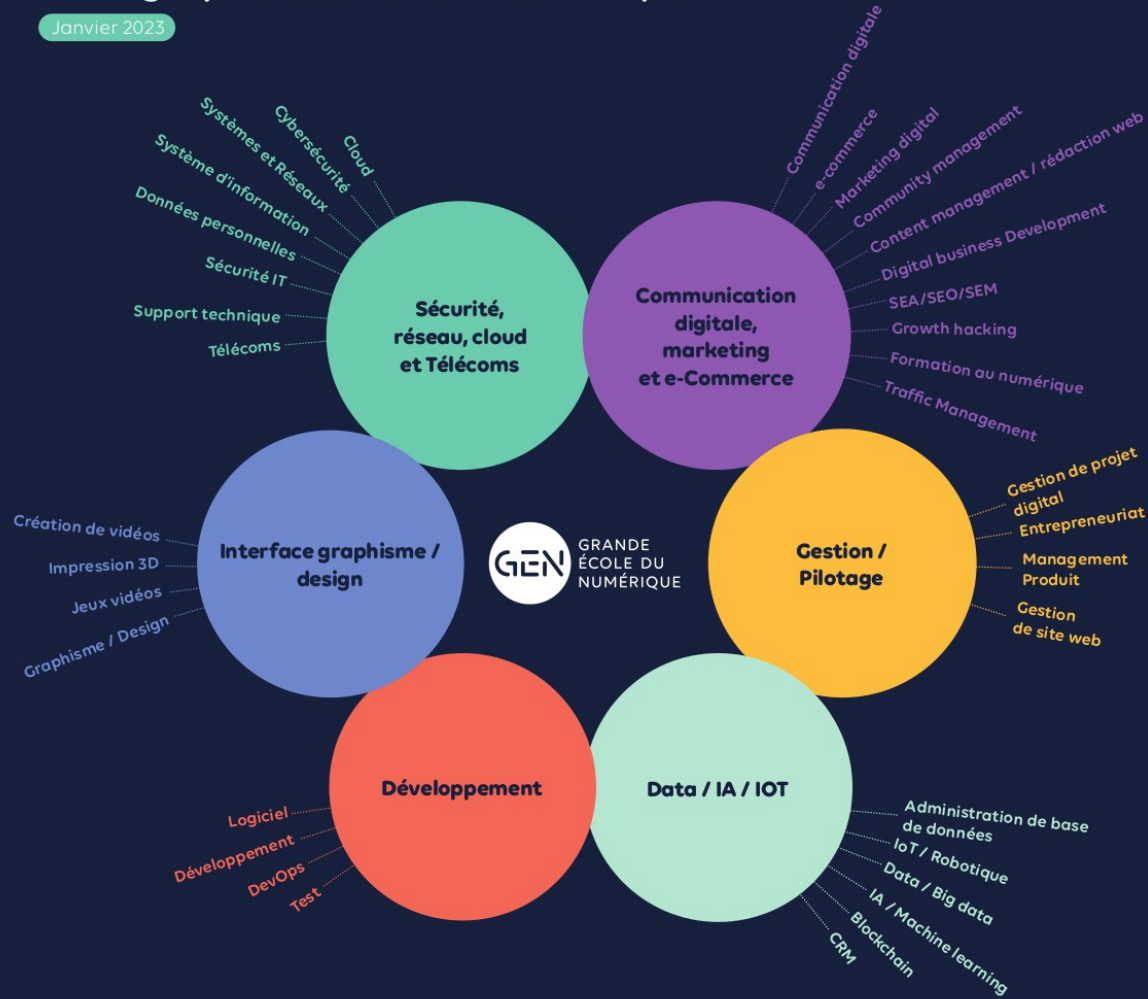 Janvier 2023
Cloud
Cybersécurité
Systèmes et Réseaux
Système d'information
Données personnelles
Sécurité IT
Support technique
Télécoms
Sécurité,
réseau, cloud
et Télécoms
Communication digitale
e-commerce
Marketing digital
Community management
Content management / rédaction web
Digital business Development
SEA/SEO/SEM
Growth hacking
Formation au numérique
Traffic Management
Communication
digitale,
marketing
et e-Commerce
Création de vidéos
Impression 3D
Jeux vidéos
Graphisme / Design
Interface graphisme /
design
GEN
GRANDE
ÉCOLE DU
NUMÉRIQUE
Gestion /
Pilotage
Gestion de projet
digital
Entrepreneuriat
Management
Produit
Gestion
de site web
Développement
Logiciel
Développement
DevOps
Test
Data / IA / IOT
Administration de base
de données
IoT / Robotique
Data / Big data
IA / Machine learning
Blockchain
CRM